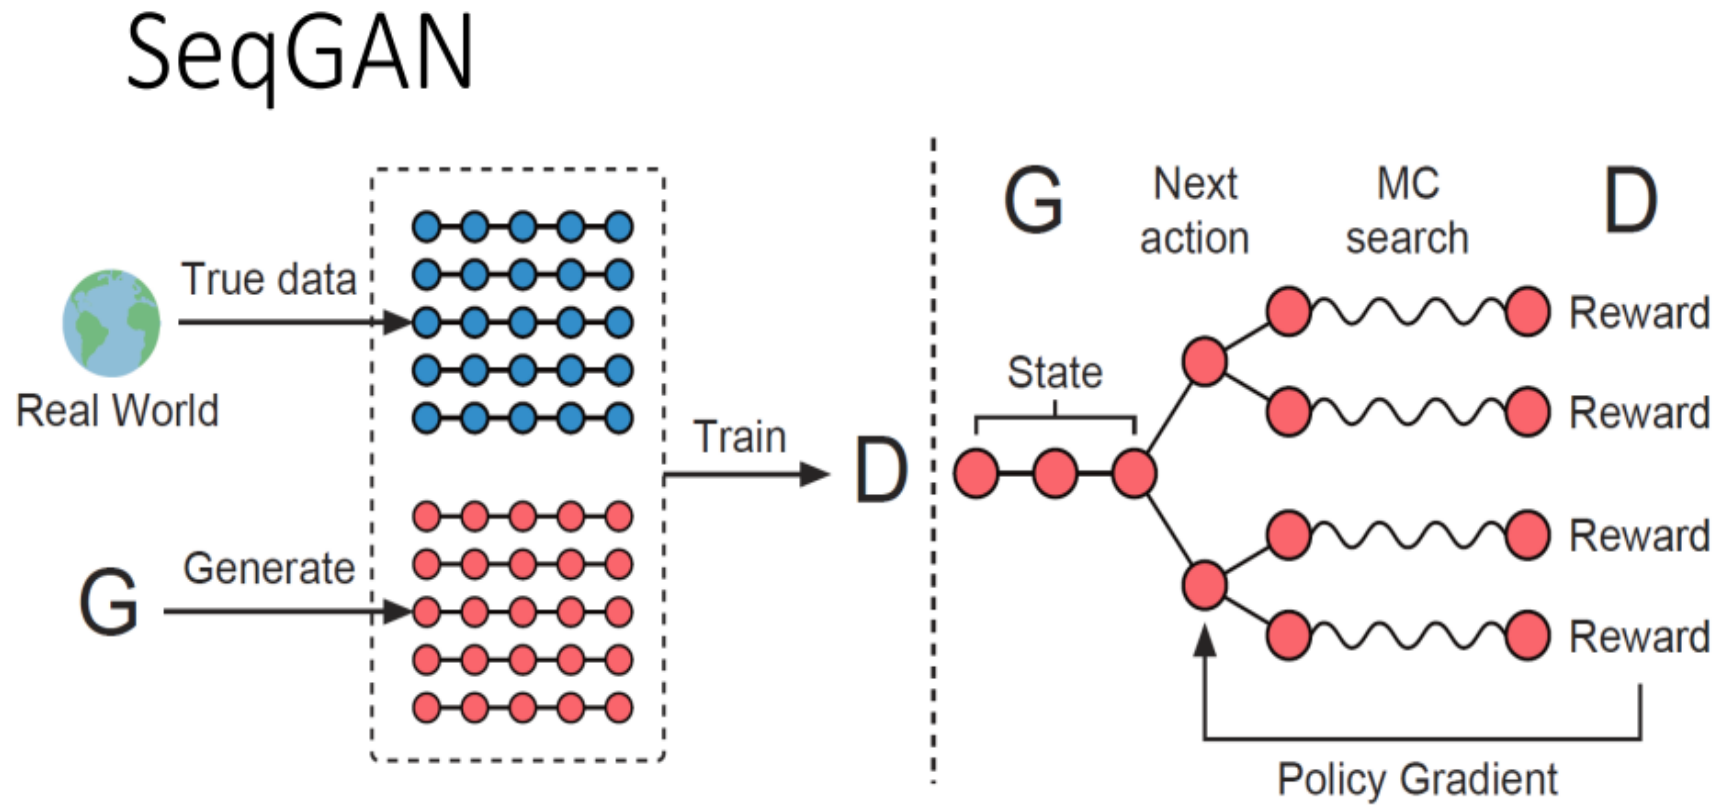 SeqGAN
True data
Real World
Generate
G
Train
D
G
Next
action
MC
search
D
State
Reward
Reward
Reward
Reward
Policy Gradient